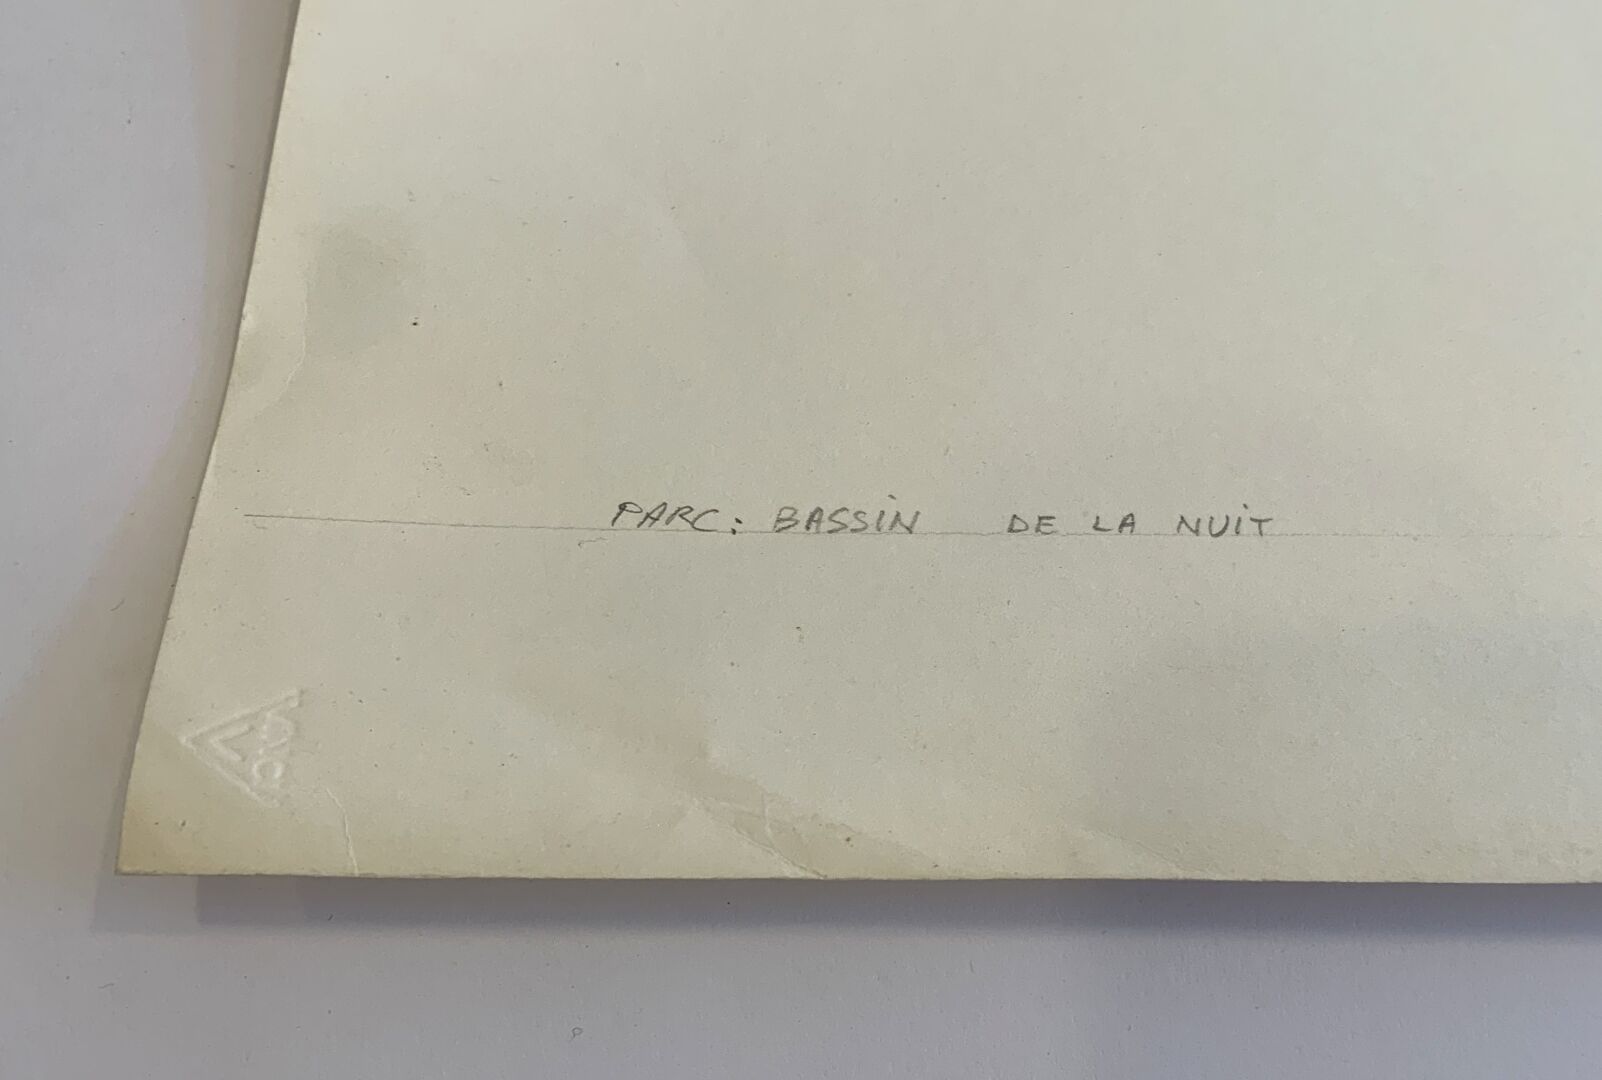 PARC: BASSIN DE LA NUIT